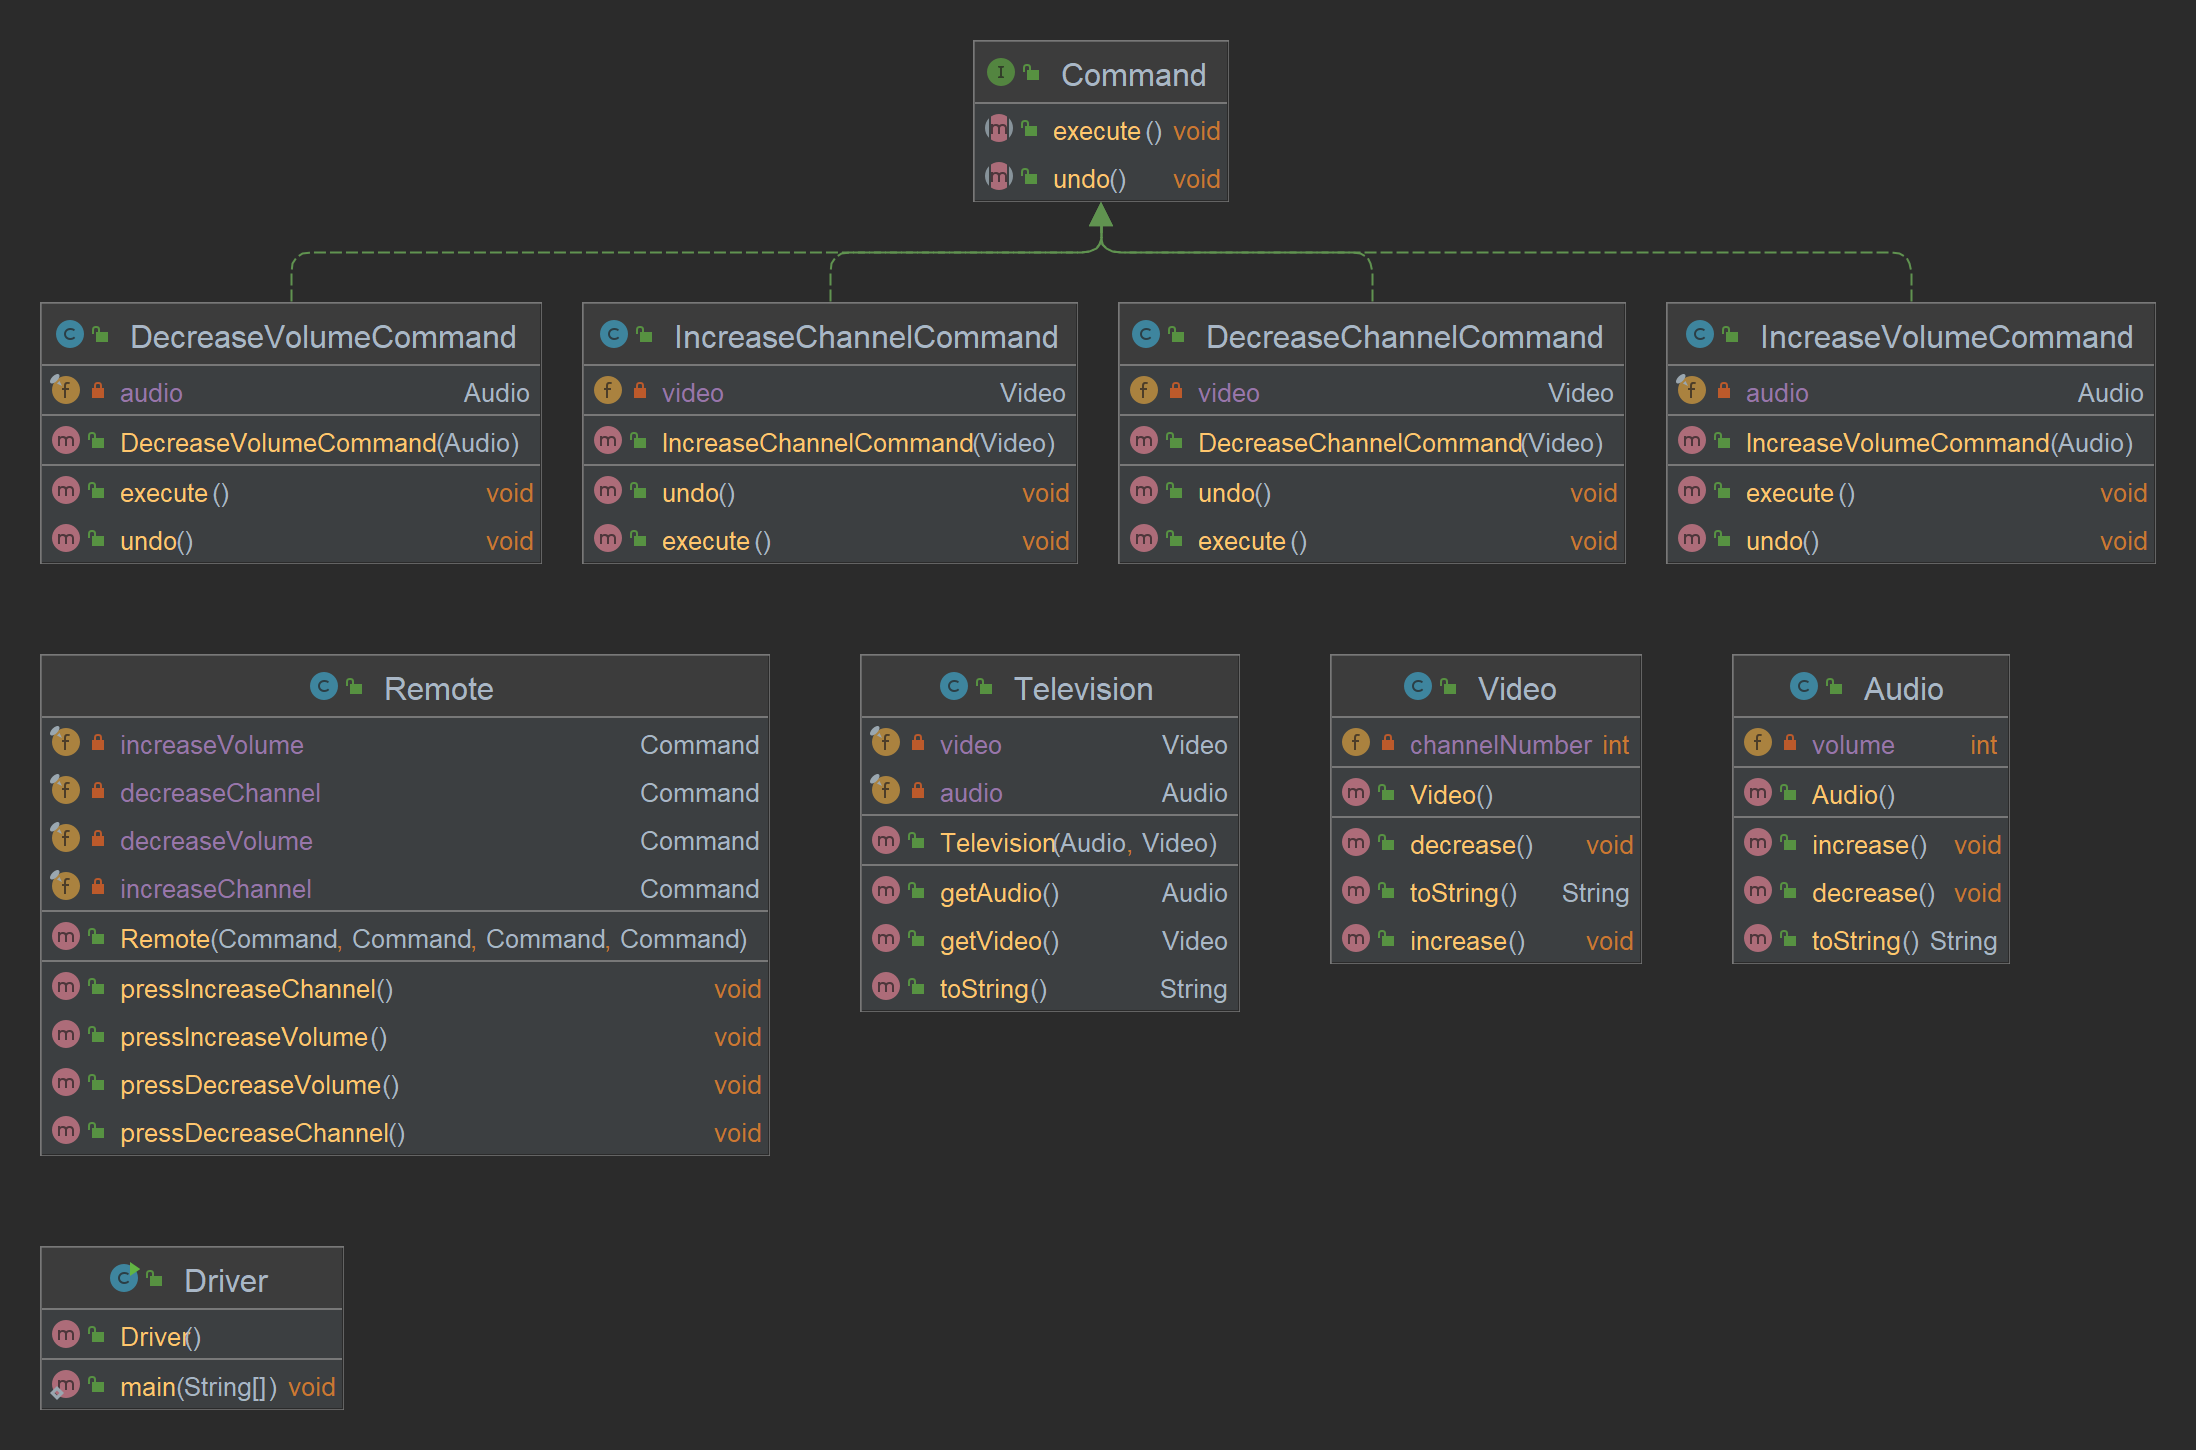 Command
execute() void
undo() void
DecreaseVolumeCommand
audio Audio
DecreaseVolumeCommand(Audio)
execute() void
undo() void
IncreaseChannelCommand
video Video
IncreaseChannelCommand(Video)
undo() void
execute() void
DecreaseChannelCommand
video Video
DecreaseChannelCommand(Video)
undo() void
execute() void
IncreaseVolumeCommand
audio Audio
IncreaseVolumeCommand(Audio)
execute() void
undo() void
Remote
increaseVolume Command
decreaseChannel Command
decreaseVolume Command
increaseChannel Command
Remote(Command, Command, Command, Command)
pressIncreaseChannel() void
pressIncreaseVolume() void
pressDecreaseVolume() void
pressDecreaseChannel() void
Television
video Video
audio Audio
Television(Audio, Video)
getAudio() Audio
getVideo() Video
toString() String
Video
channelNumber int
Video()
decrease() void
toString() String
increase() void
Audio
volume int
Audio()
increase() void
decrease() void
toString() String
Driver
Driver()
main(String[]) void